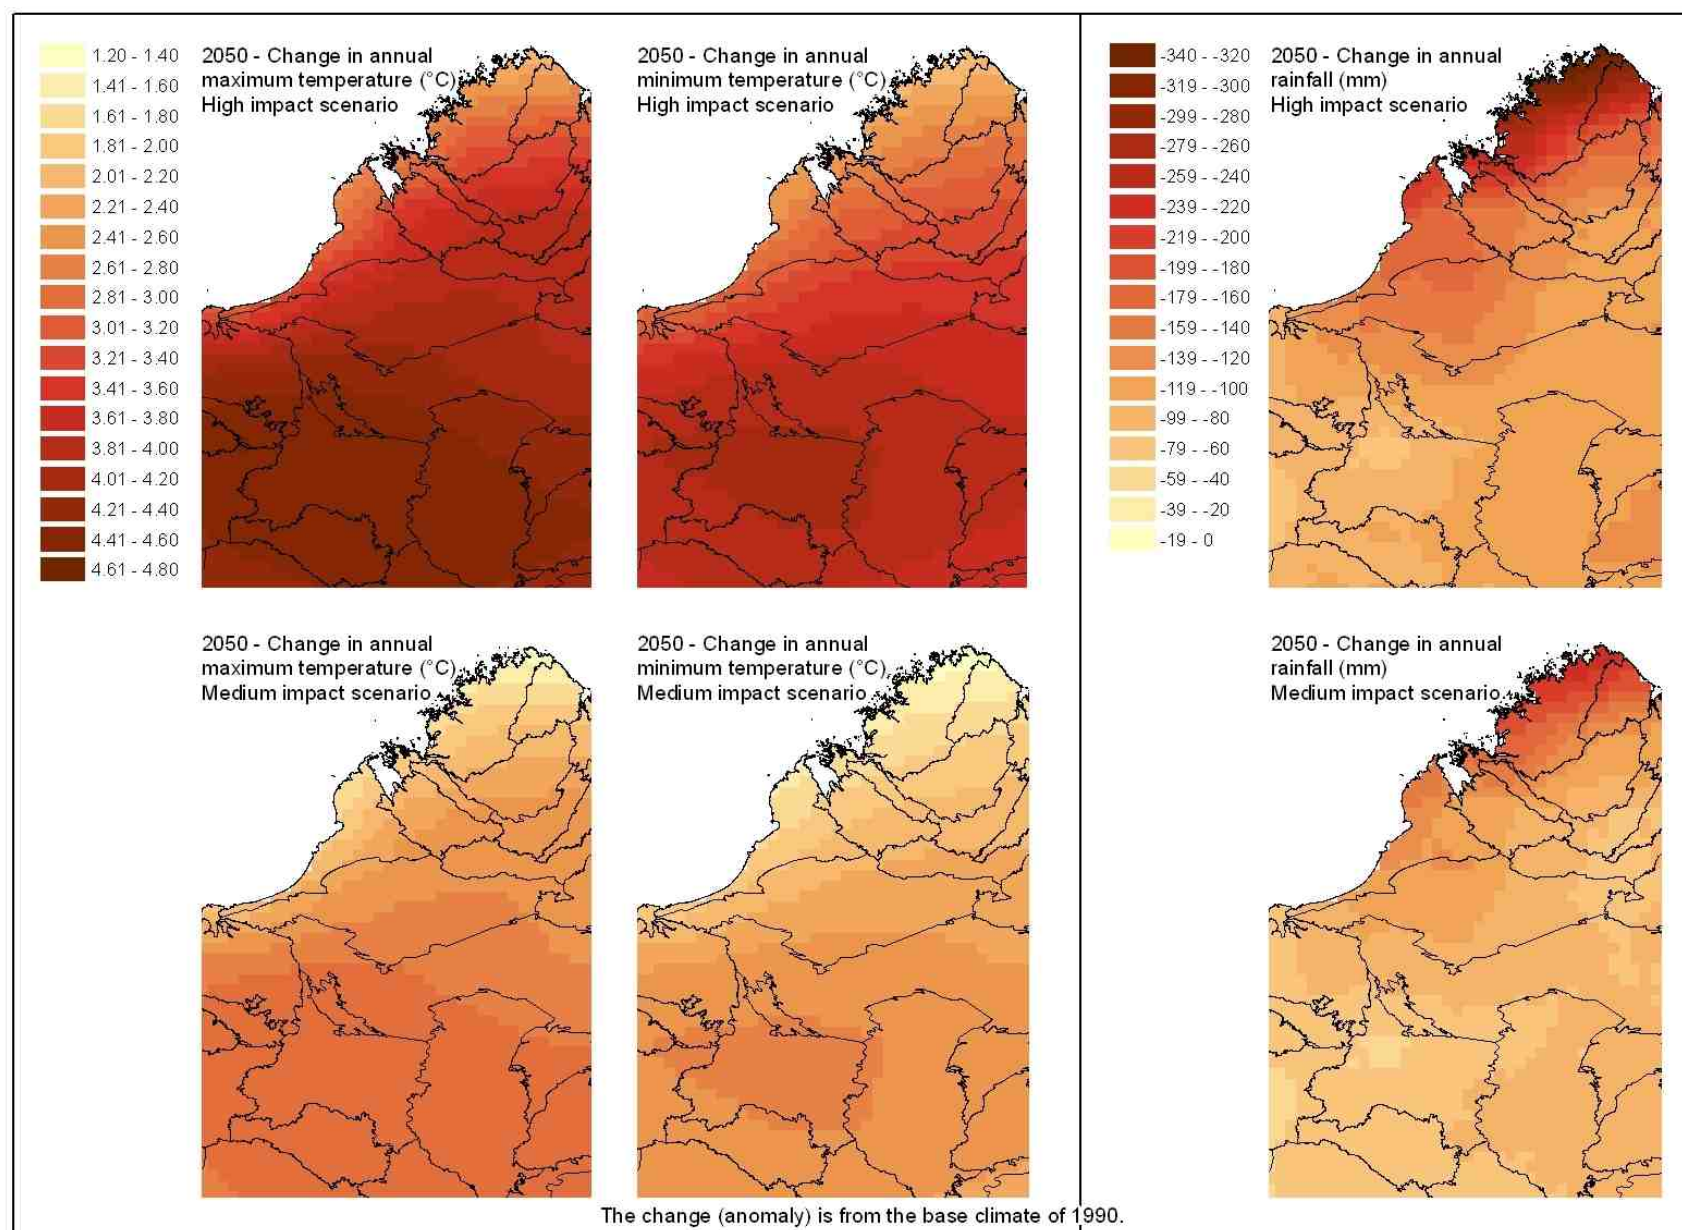 1.20 - 1.40
1.41 - 1.60
1.61 - 1.80
1.81 - 2.00
2.01 - 2.20
2.21 - 2.40
2.41 - 2.60
2.61 - 2.80
2.81 - 3.00
3.01 - 3.20
3.21 - 3.40
3.41 - 3.60
3.61 - 3.80
3.81 - 4.00
4.01 - 4.20
4.21 - 4.40
4.41 - 4.60
4.61 - 4.80
2050 - Change in annual
maximum temperature (°C)
High impact scenario
2050 - Change in annual
minimum temperature (°C)
High impact scenario
-340 - -320
-319 - -300
-299 - -280
-279 - -260
-259 - -240
-239 - -220
-219 - -200
-199 - -180
-179 - -160
-159 - -140
-139 - -120
-119 - -100
-99 - -80
-79 - -60
-59 - -40
-39 - -20
-19 - 0
2050 - Change in annual
rainfall (mm)
High impact scenario
2050 - Change in annual
maximum temperature (°C)
Medium impact scenario
2050 - Change in annual
minimum temperature (°C)
Medium impact scenario
2050 - Change in annual
rainfall (mm)
Medium impact scenario
The change (anomaly) is from the base climate of 1990.